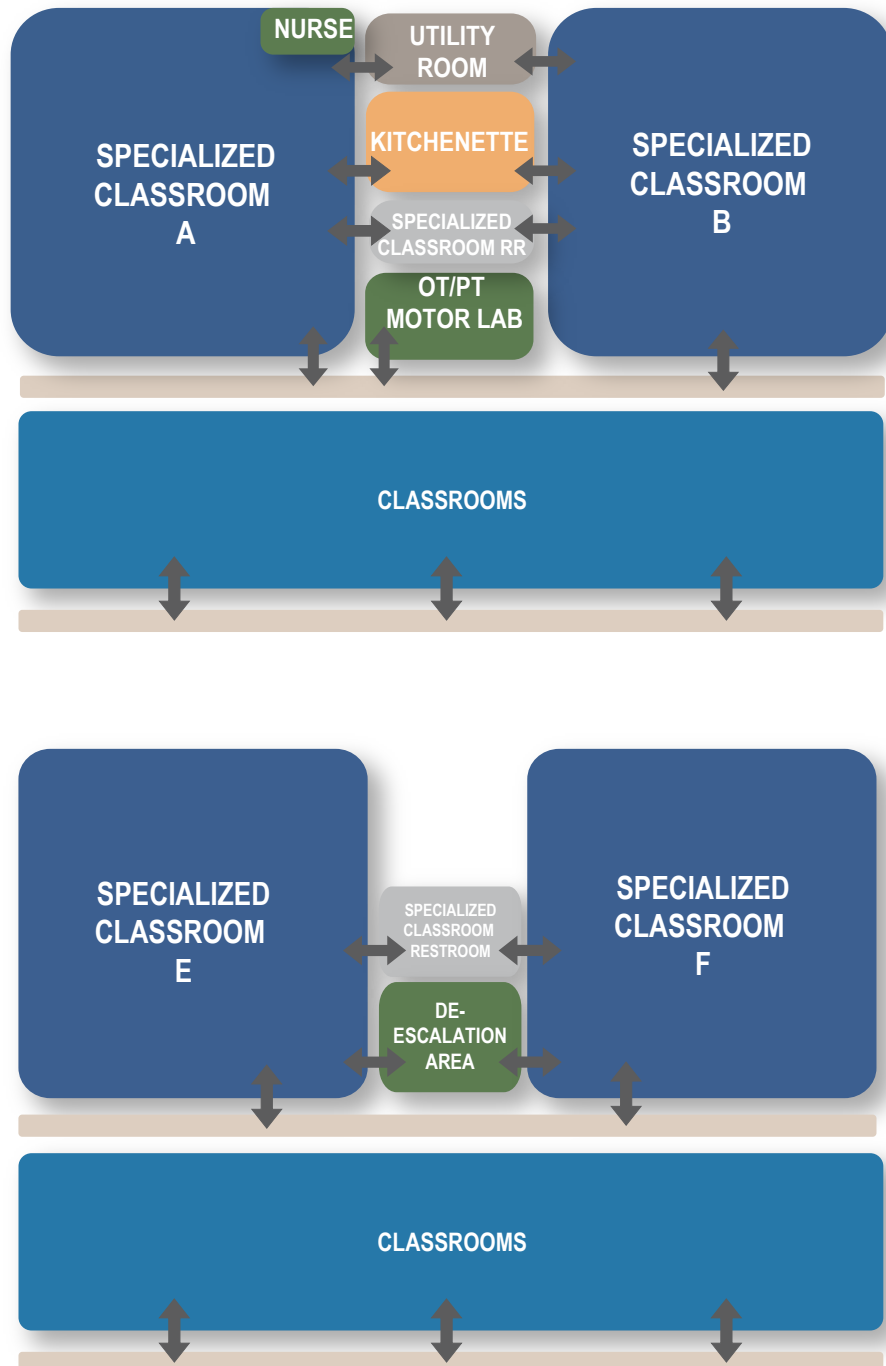 NURSE
UTILITY
ROOM
KITCHENETTE
SPECIALIZED
CLASSROOM
A
SPECIALIZED
CLASSROOM
B
SPECIALIZED
CLASSROOM RR
OT/PT
MOTOR LAB
CLASSROOMS
SPECIALIZED
CLASSROOM
E
SPECIALIZED
CLASSROOM
RESTROOM
SPECIALIZED
CLASSROOM
F
DE-
ESCALATION
AREA
CLASSROOMS